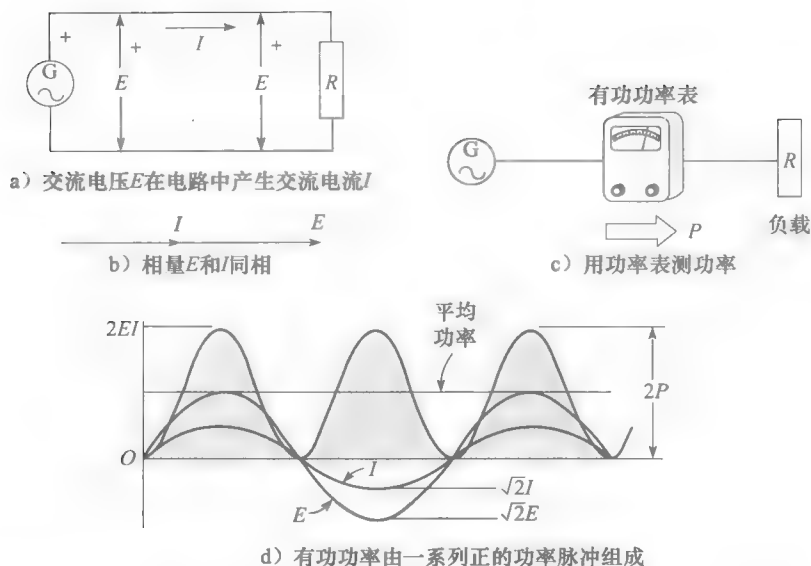 +
I
+
+
G
E
E
R
a）交流电压E在电路中产生交流电流I
I
E
b）相量E和I同相
有功功率表
G
R
P
负载
c）用功率表测功率
2EI
平均
功率
2P
O
I
√2I
E
√2E
d）有功功率由一系列正的功率脉冲组成